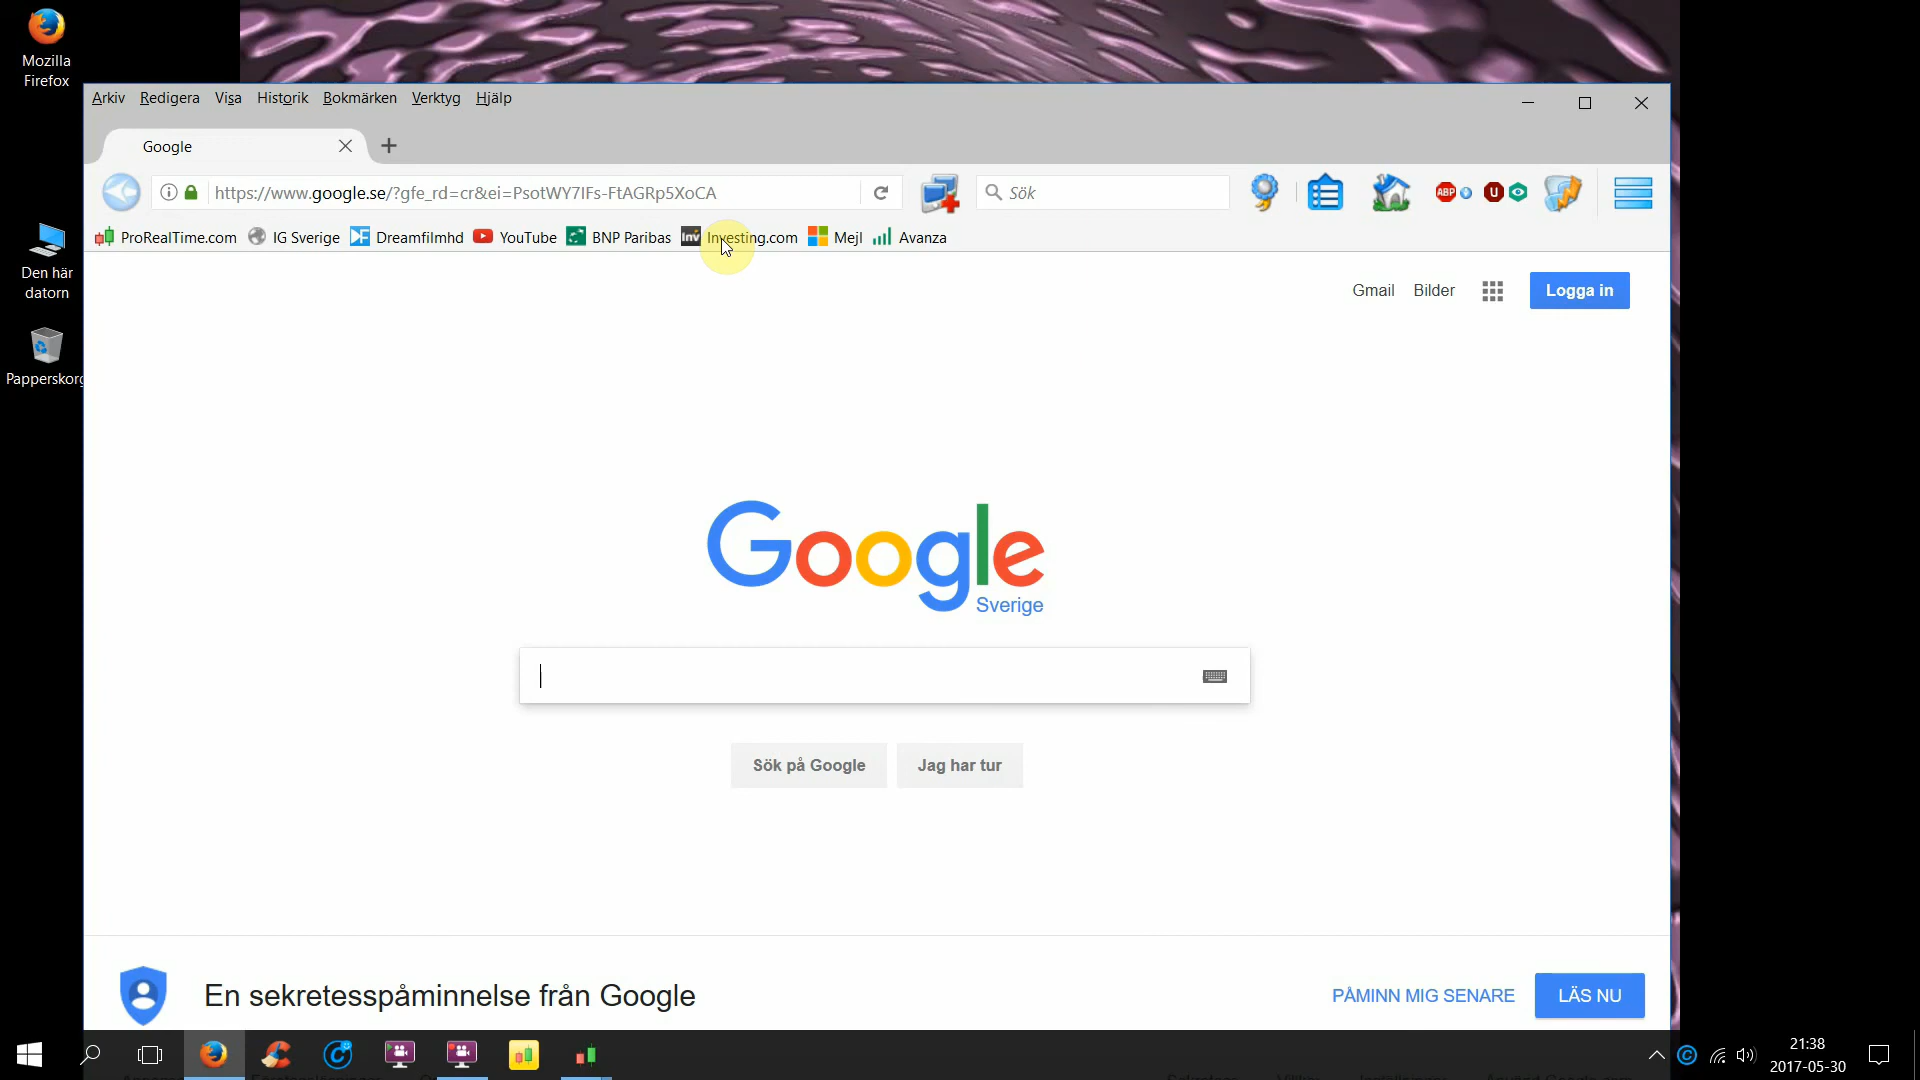 Mozilla
Firefox
Arkiv Redigera Visa Historik Bokmärken Verktyg Hjälp
Google
https://www.google.se/?gfe_rd=cr&ei=PsotWY7IFs-FtAGRp5XoCA
Sök
ABP
U
ProRealTime.com IG Sverige Dreamfilmhd YouTube BNP Paribas Inv Investing.com Mejl Avanza
Den här
datorn
Gmail Bilder Logga in
Papperskorg
Google
Sverige
Sök på Google Jag har tur
En sekretesspåminnelse från Google PÅMINN MIG SENARE LÄS NU
21:38
2017-05-30